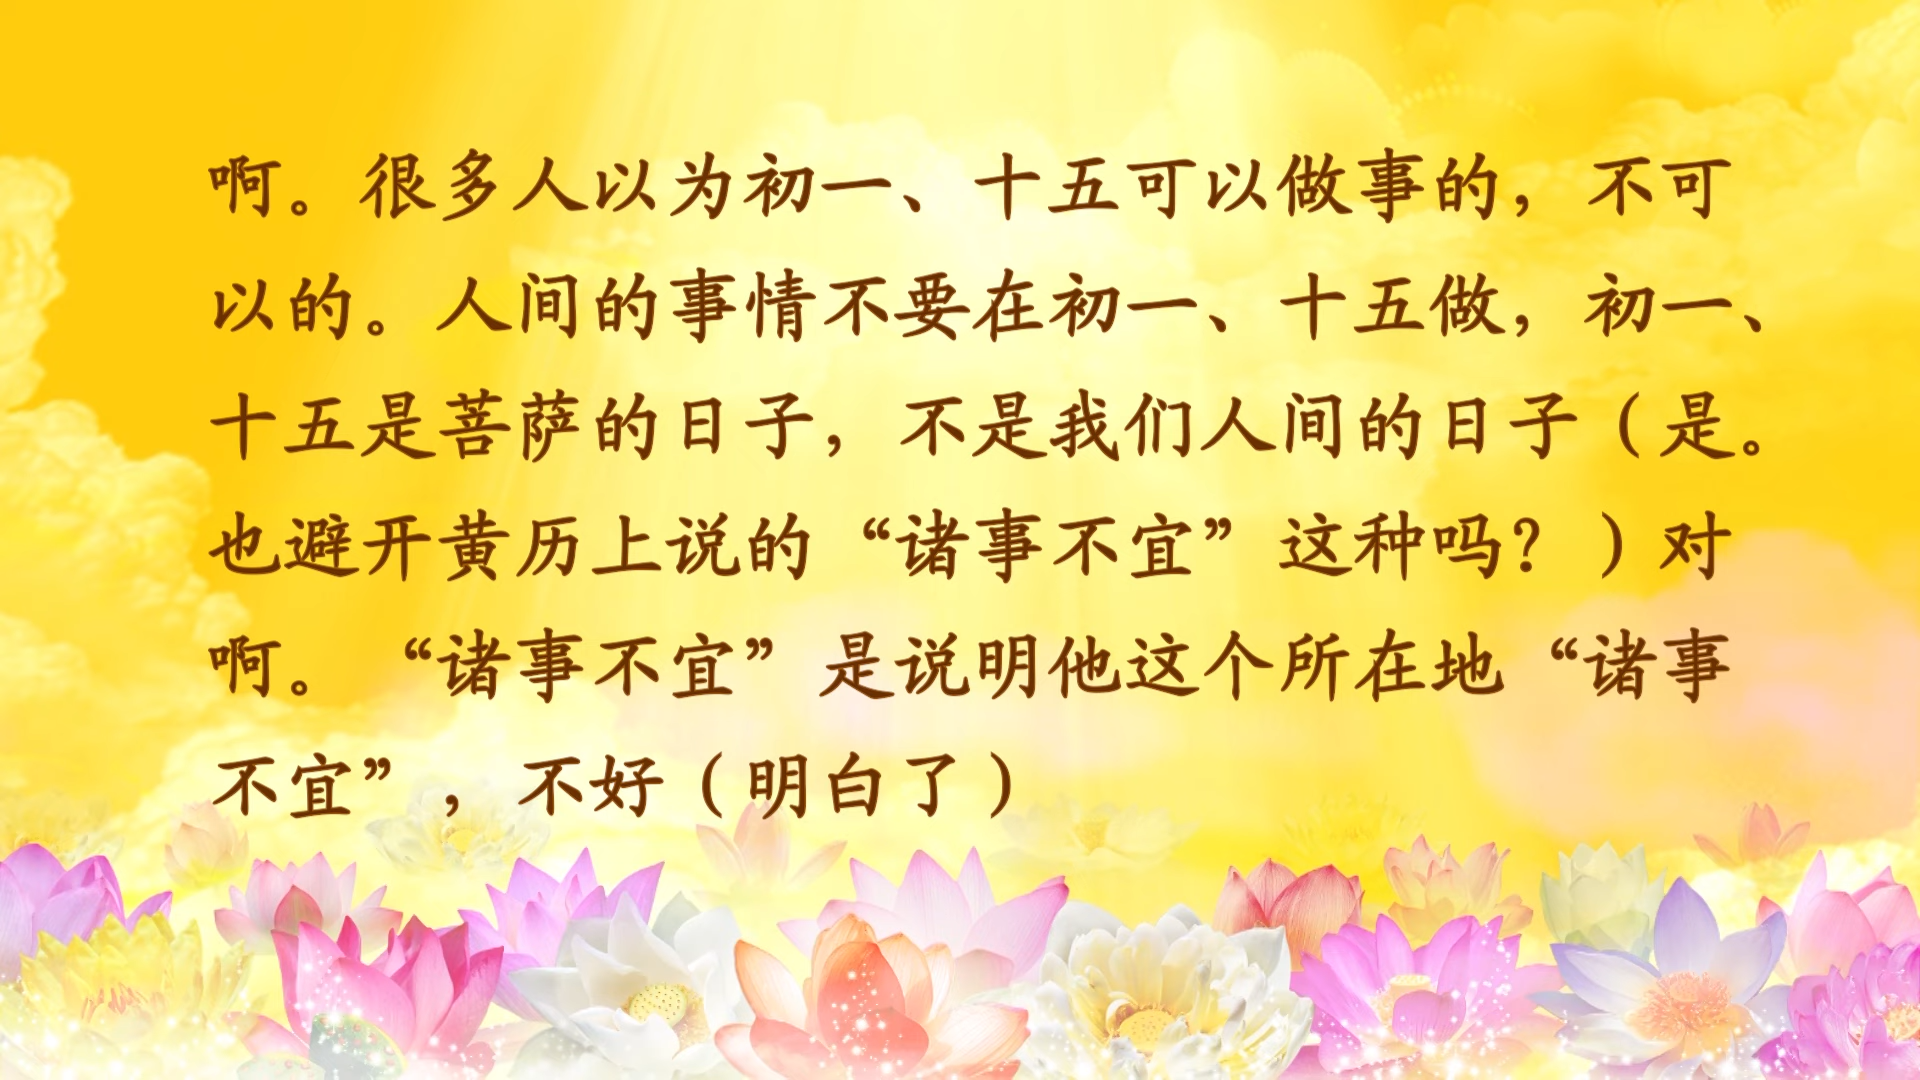 啊。很多人以为初一、十五可以做事的，不可
以的。人间的事情不要在初一、十五做，初一、
十五是菩萨的日子，不是我们人间的日子（是。
也避开黄历上说的“诸事不宜”这种吗？）对
啊。“诸事不宜”是说明他这个所在地“诸事
不宜”，不好（明白了）